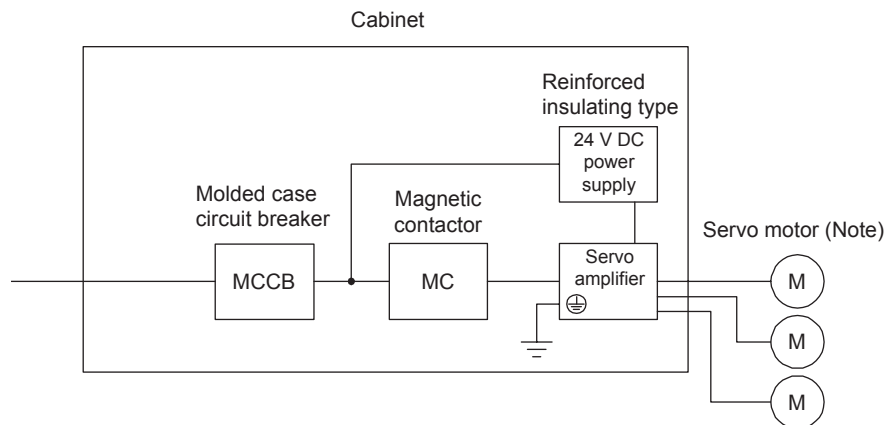 Cabinet
Reinforced
insulating type
24 V DC
power
supply
Molded case
circuit breaker
Magnetic
contactor
Servo motor (Note)
MCCB
MC
Servo
amplifier
M
M
M